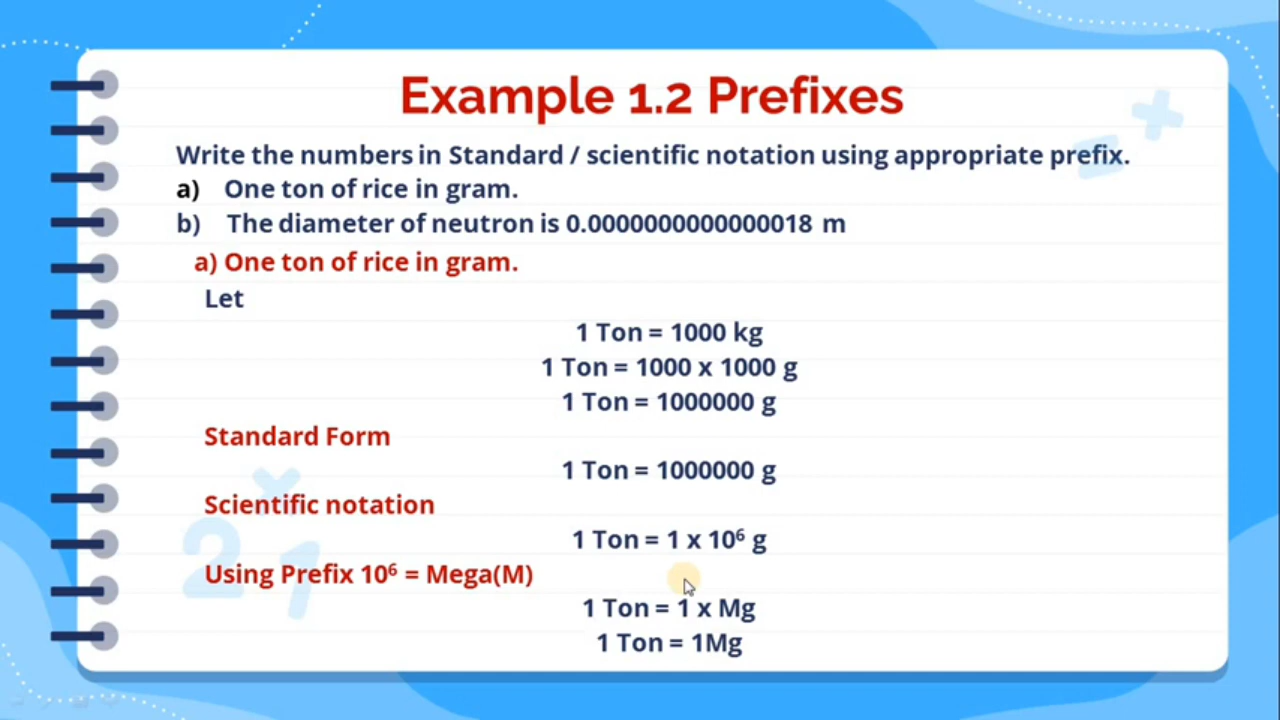 Example 1.2 Prefixes
Write the numbers in Standard / scientific notation using appropriate prefix.
a) One ton of rice in gram.
b) The diameter of neutron is 0.0000000000000018 m
a) One ton of rice in gram.
Let
1 Ton = 1000 kg
1 Ton = 1000 x 1000 g
1 Ton = 1000000 g
Standard Form
1 Ton = 1000000 g
Scientific notation
1 Ton = 1 x 10⁶ g
Using Prefix 10⁶ = Mega(M)
1 Ton = 1 x Mg
1 Ton = 1Mg